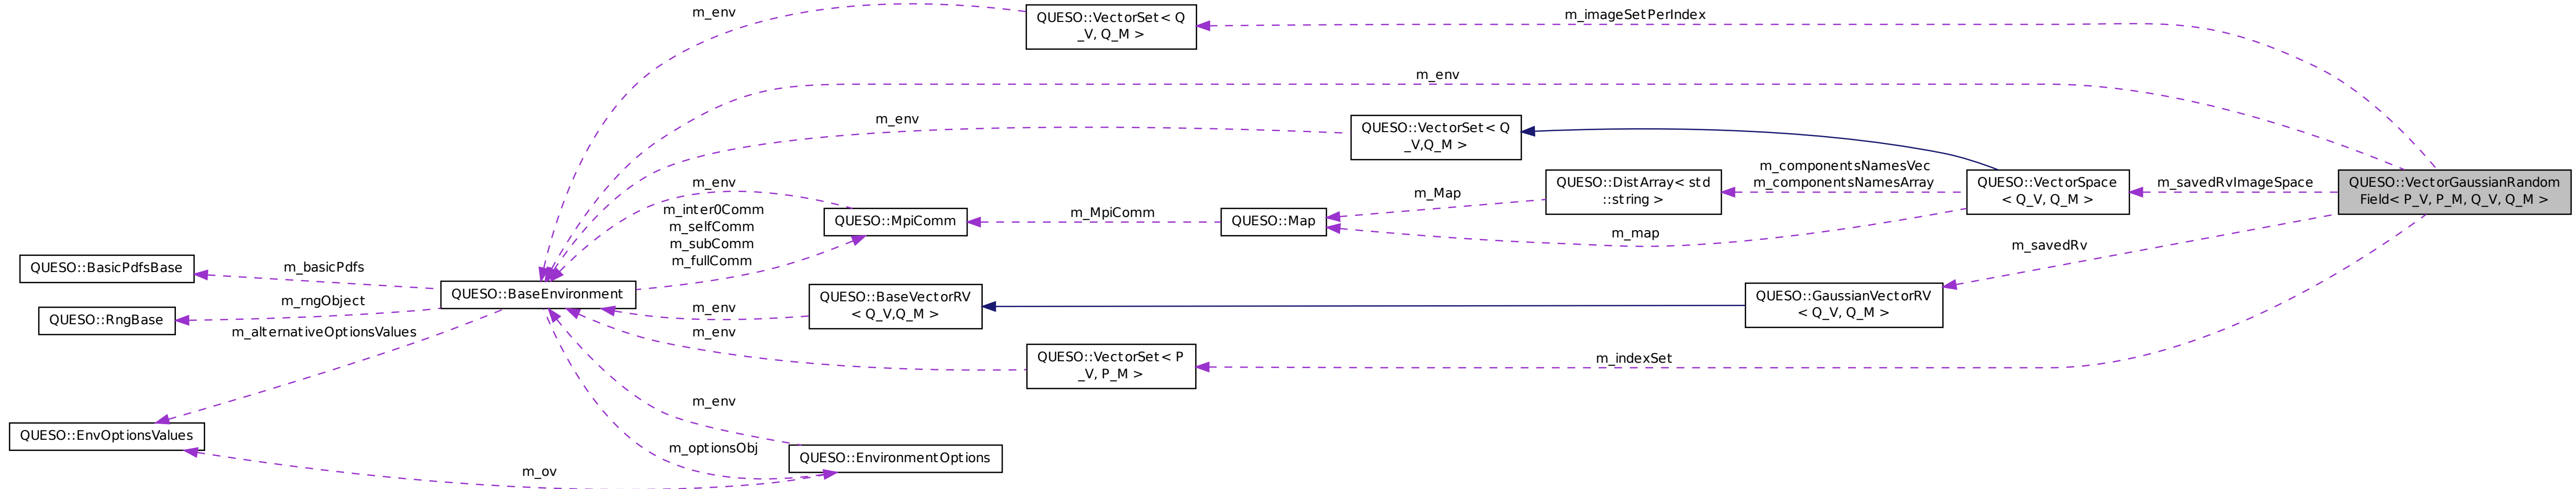 m_env
QUESO::VectorSet< Q
_V, Q_M >
m_imageSetPerIndex
m_env
m_env
QUESO::VectorSet< Q
_V,Q_M >
m_env
m_inter0Comm
m_selfComm
m_subComm
m_fullComm
QUESO::MpiComm
m_MpiComm
QUESO::Map
m_Map
m_map
QUESO::DistArray< std
::string >
m_componentsNamesVec
m_componentsNamesArray
QUESO::VectorSpace
< Q_V, Q_M >
m_savedRvImageSpace
QUESO::VectorGaussianRandom
Field< P_V, P_M, Q_V, Q_M >
m_savedRv
QUESO::BasicPdfsBase
m_basicPdfs
QUESO::BaseEnvironment
QUESO::RngBase
m_rngObject
m_alternativeOptionsValues
m_env
QUESO::BaseVectorRV
< Q_V,Q_M >
QUESO::GaussianVectorRV
< Q_V, Q_M >
m_env
QUESO::VectorSet< P
_V, P_M >
m_indexSet
m_env
QUESO::EnvOptionsValues
m_optionsObj
QUESO::EnvironmentOptions
m_ov